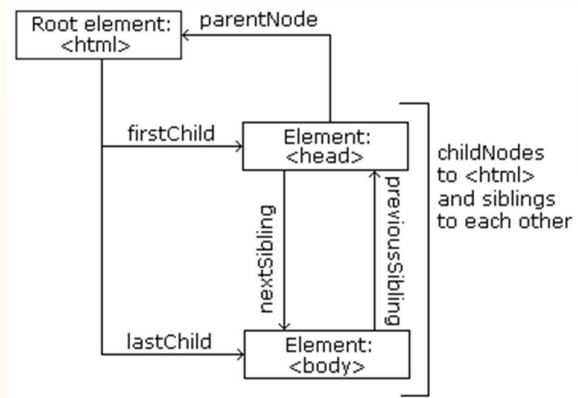 Root element:
<html>
parentNode
firstChild
Element:
<head>
childNodes
to <html>
and siblings
to each other
nextSibling
previousSibling
lastChild
Element:
<body>